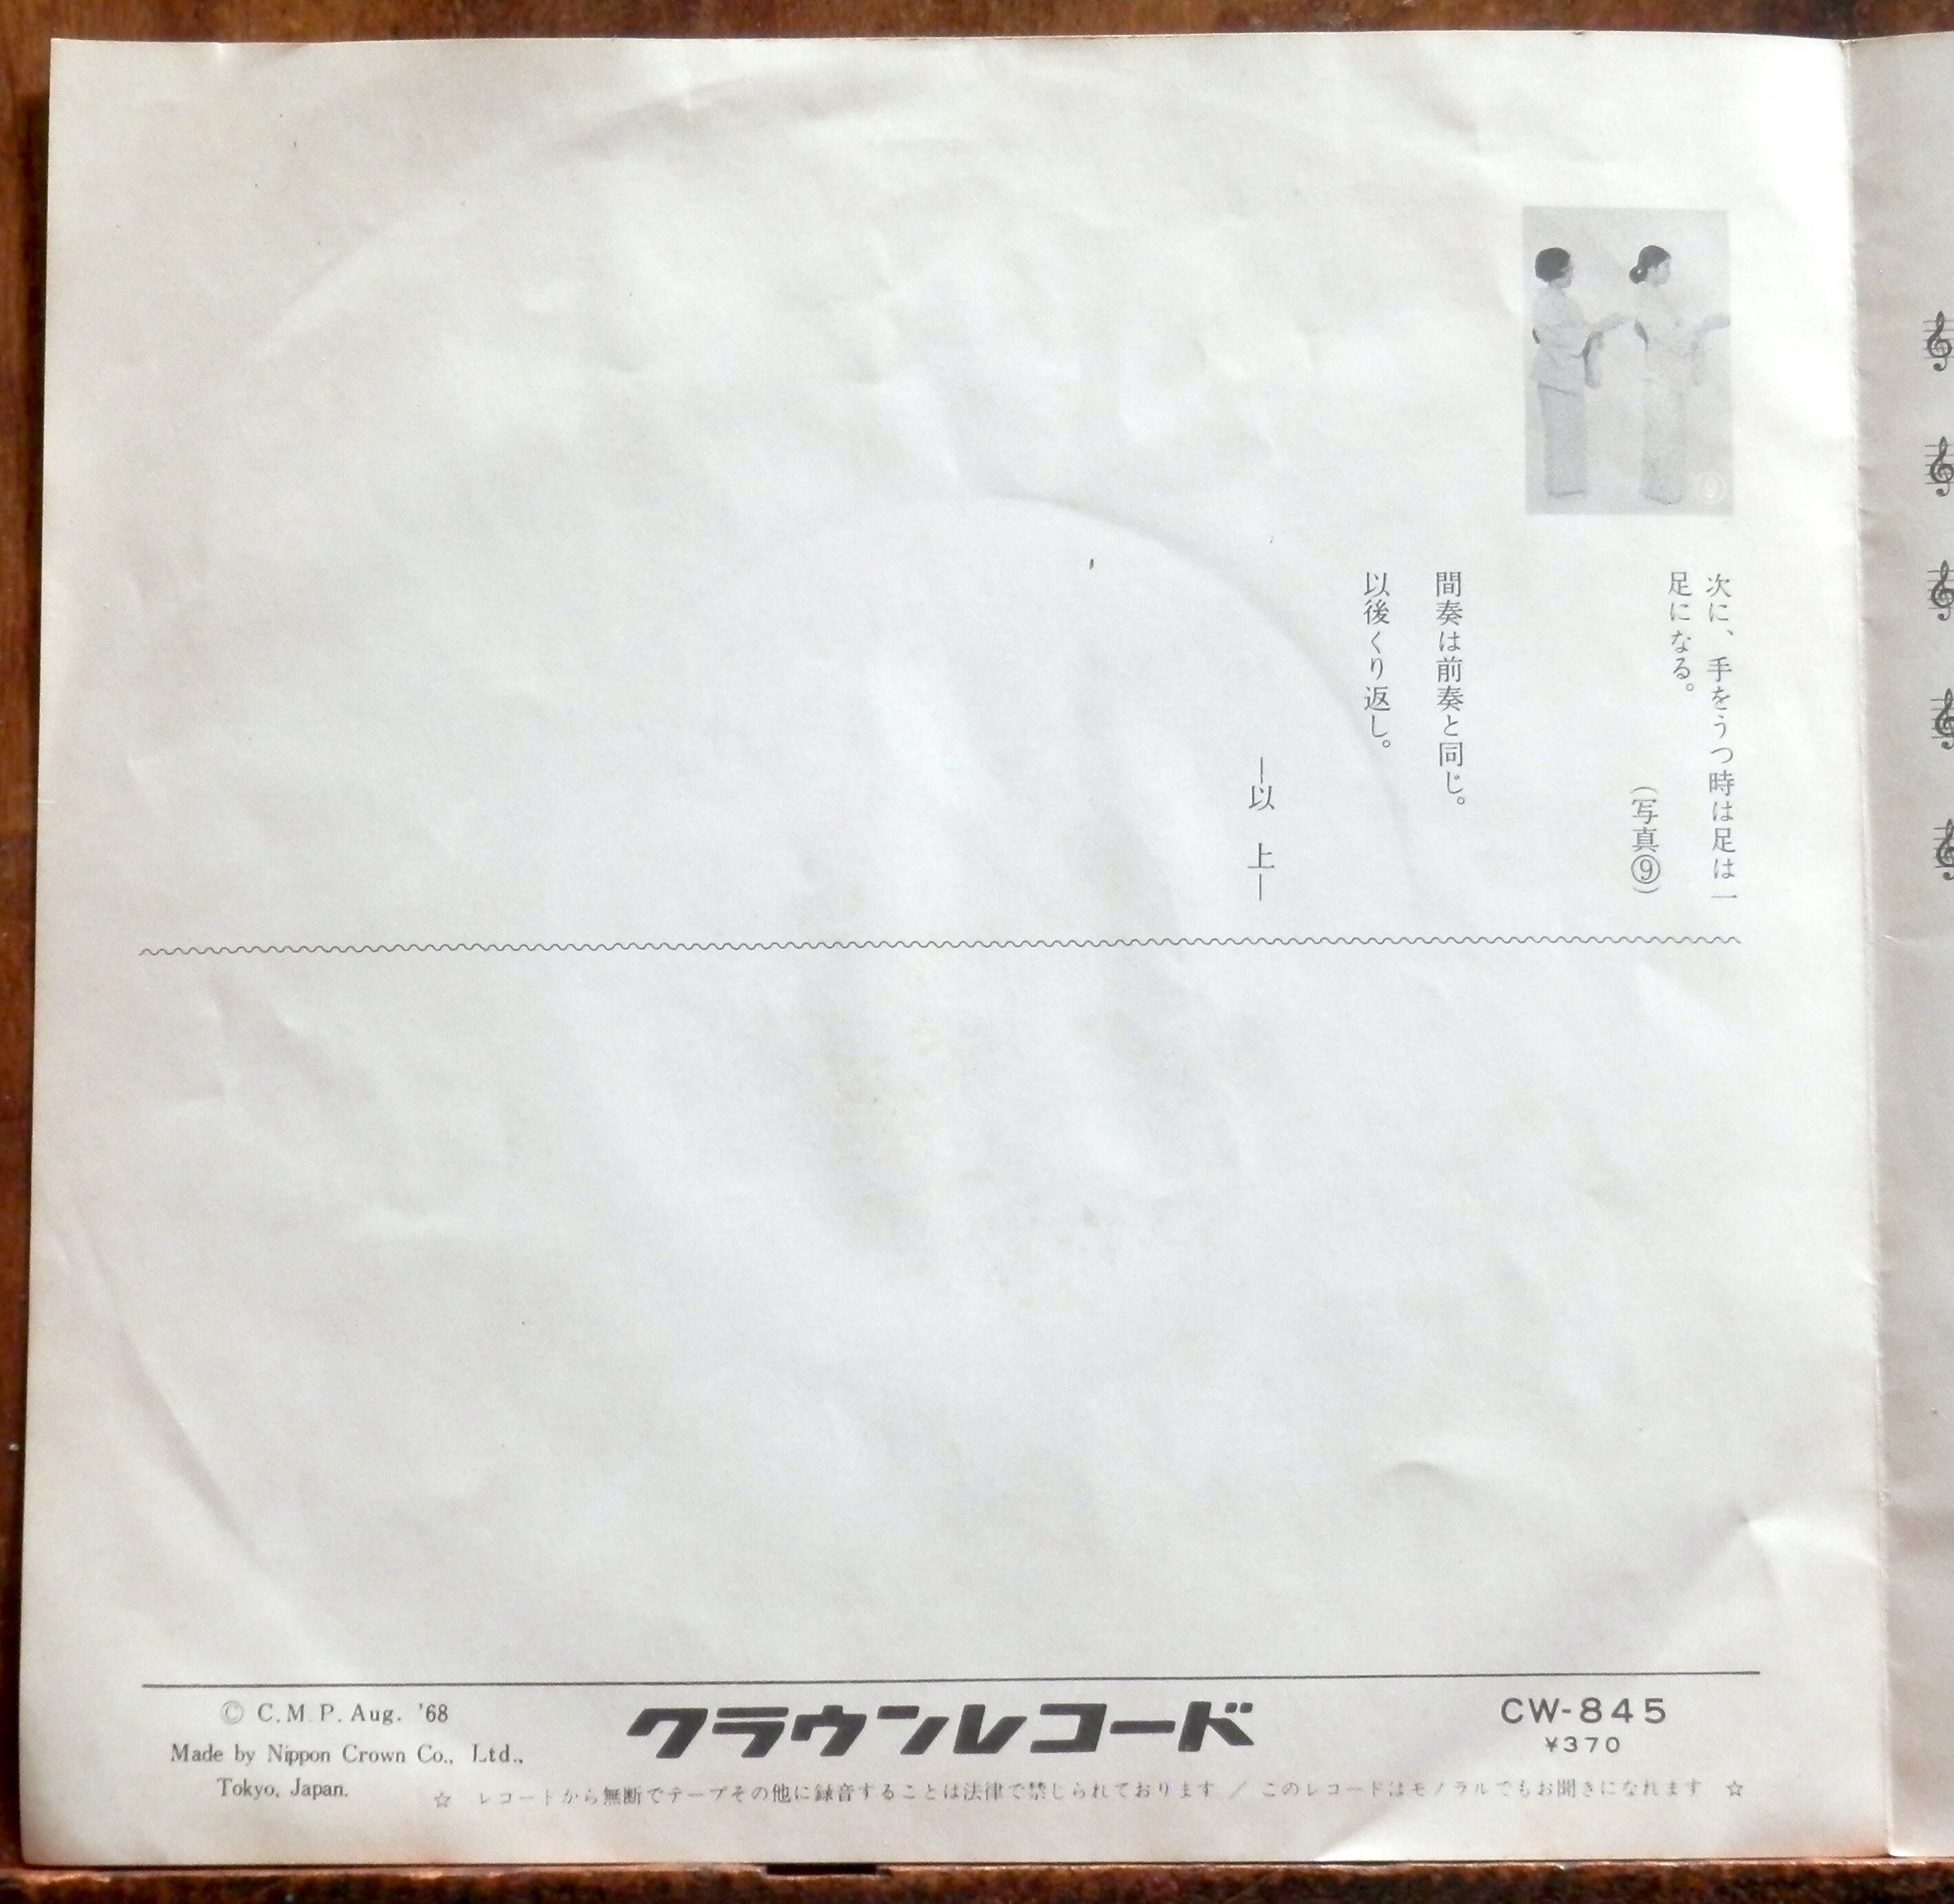 次に、手をうつ時は足は一
足になる。
(写真⑨)
間奏は前奏と同じ。
以後くり返し。
―以 上―
⑨
© C.M.P. Aug. '68
Made by Nippon Crown Co., Ltd.,
Tokyo, Japan.
クラウンレコード
CW-845
¥370
☆ レコードから無断でテープその他に録音することは法律で禁じられております / このレコードはモノラルでもお聞きになれます ☆